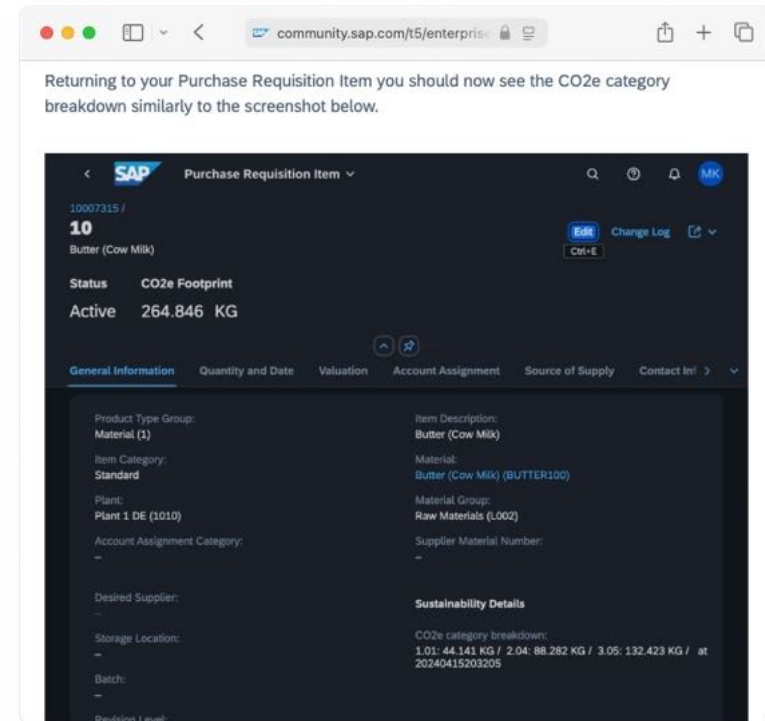 community.sap.com/t5/enterprise
Returning to your Purchase Requisition Item you should now see the CO2e category
breakdown similarly to the screenshot below.
SAP Purchase Requisition Item MK
10007315 /
10
Butter (Cow Milk)
Edit Change Log
Ctrl+E
Status CO2e Footprint
Active 264.846 KG
General Information Quantity and Date Valuation Account Assignment Source of Supply Contact Inf
Product Type Group: Item Description:
Material (1) Butter (Cow Milk)
Item Category: Material:
Standard Butter (Cow Milk) (BUTTER100)
Plant: Material Group:
Plant 1 DE (1010) Raw Materials (L002)
Account Assignment Category: Supplier Material Number:
– –
Desired Supplier: Sustainability Details
–
Storage Location: CO2e category breakdown:
– 1.01: 44.141 KG / 2.04: 88.282 KG / 3.05: 132.423 KG / at
20240415203205
Batch:
–
Revision Level: